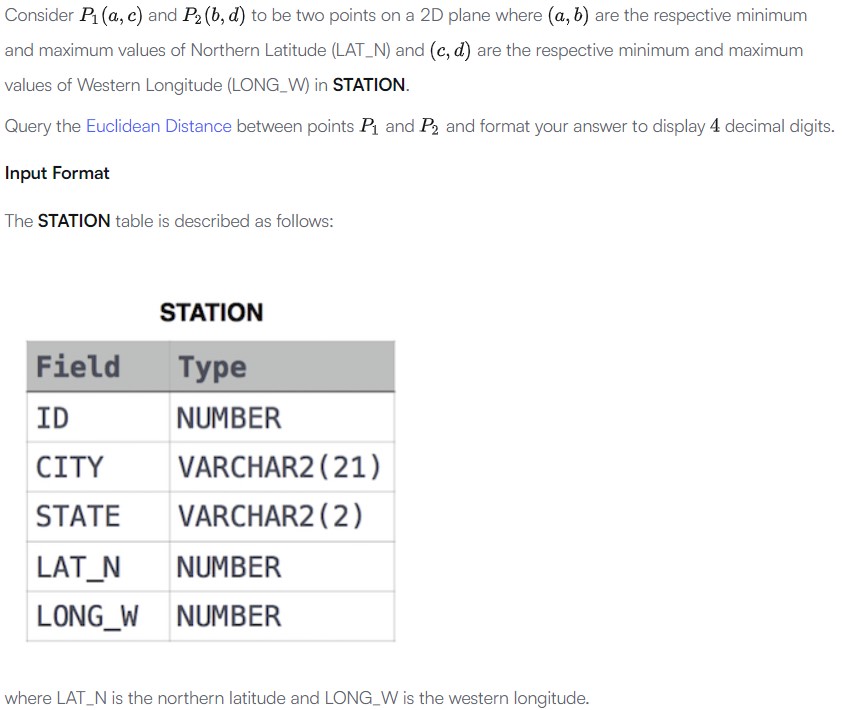 Consider P₁(a, c) and P₂(b, d) to be two points on a 2D plane where (a, b) are the respective minimum
and maximum values of Northern Latitude (LAT_N) and (c, d) are the respective minimum and maximum
values of Western Longitude (LONG_W) in STATION.
Query the Euclidean Distance between points P₁ and P₂ and format your answer to display 4 decimal digits.
Input Format
The STATION table is described as follows:
STATION
Field Type
ID NUMBER
CITY VARCHAR2(21)
STATE VARCHAR2(2)
LAT_N NUMBER
LONG_W NUMBER
where LAT_N is the northern latitude and LONG_W is the western longitude.